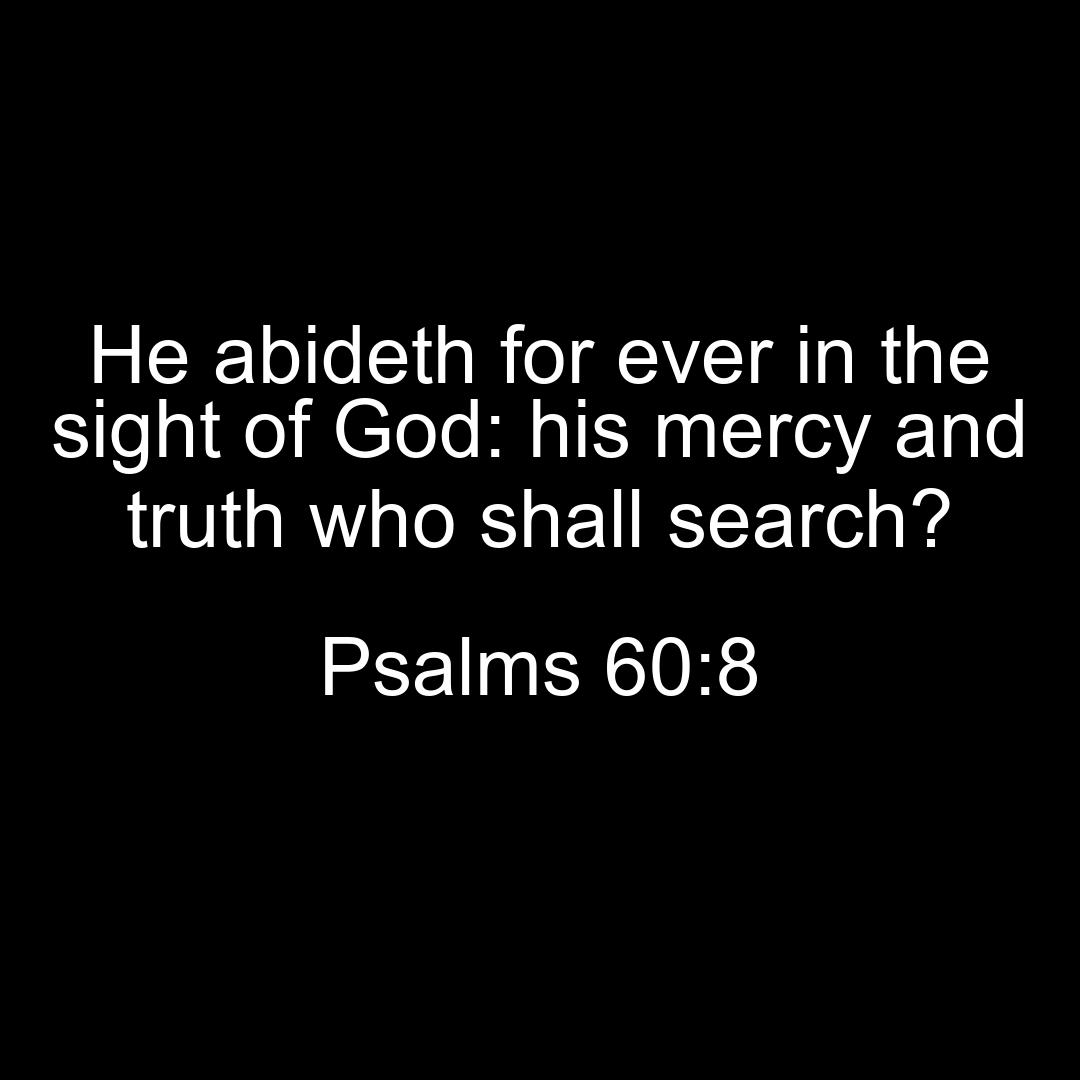 He abideth for ever in the
sight of God: his mercy and
truth who shall search?
Psalms 60:8